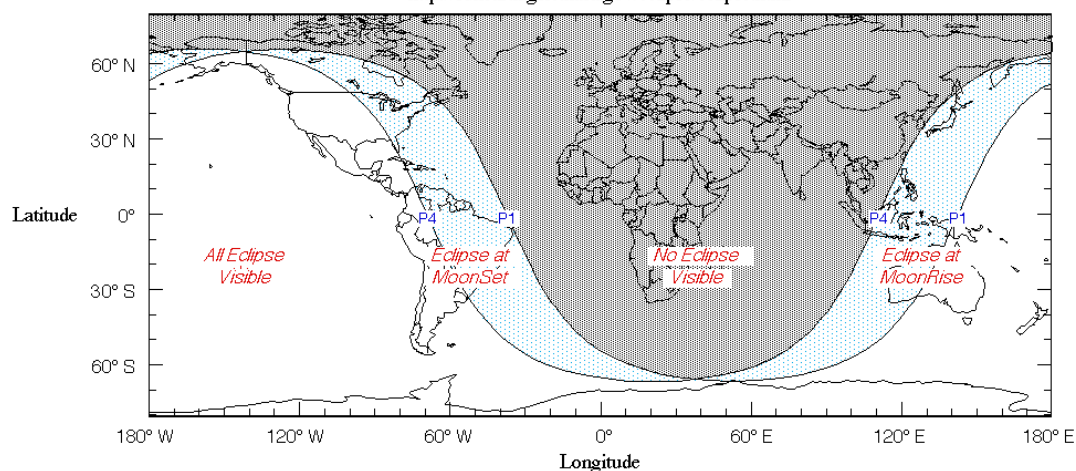 60° N
30° N
Latitude
0°
P4
P1
P4
P1
All Eclipse
Visible
Eclipse at
MoonSet
No Eclipse
Visible
Eclipse at
MoonRise
30° S
60° S
180° W
120° W
60° W
0°
60° E
120° E
180° E
Longitude